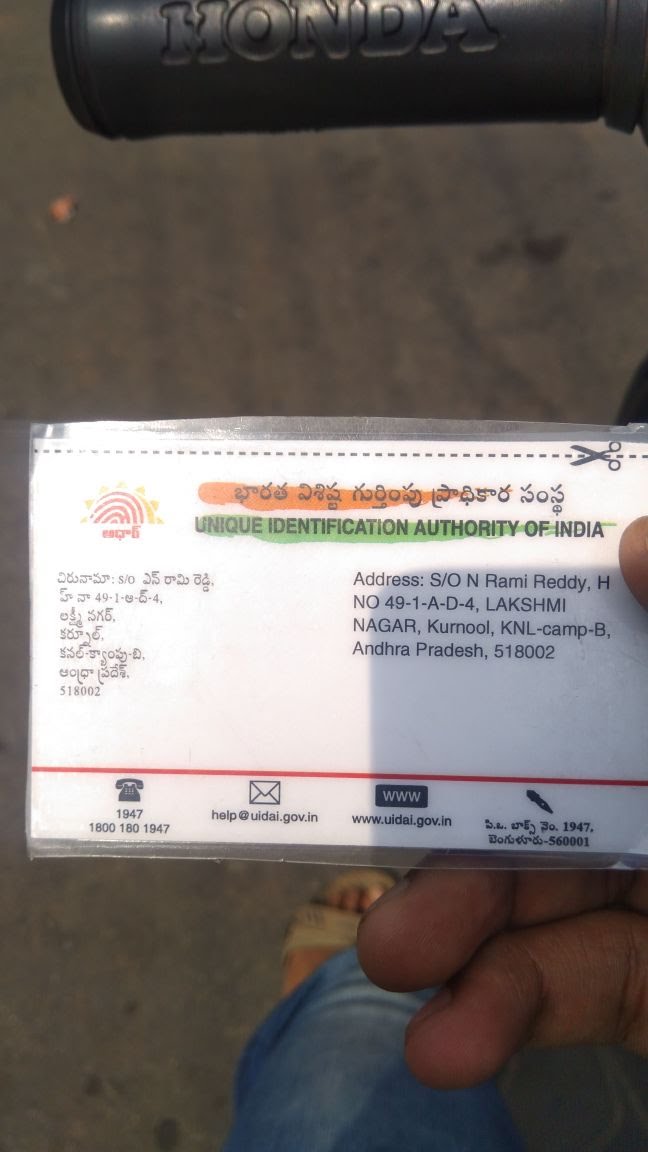 HONDA
భారత విశిష్ట గుర్తింపు ప్రాధికార సంస్థ
UNIQUE IDENTIFICATION AUTHORITY OF INDIA
ఆధార్
చిరునామా: S/O ఎన్ రామి రెడ్డి,
హ్ నా 49-1-ఆ-ద్-4,
లక్ష్మీ నగర్,
కర్నూల్,
కనల్-క్యాంపు-బి,
ఆంధ్రా ప్రదేశ్,
518002
Address: S/O N Rami Reddy, H
NO 49-1-A-D-4, LAKSHMI
NAGAR, Kurnool, KNL-camp-B,
Andhra Pradesh, 518002
1947
1800 180 1947
help@uidai.gov.in
WWW
www.uidai.gov.in
పి.ఒ. బాక్స్ నెం. 1947,
బెంగుళూరు-560001